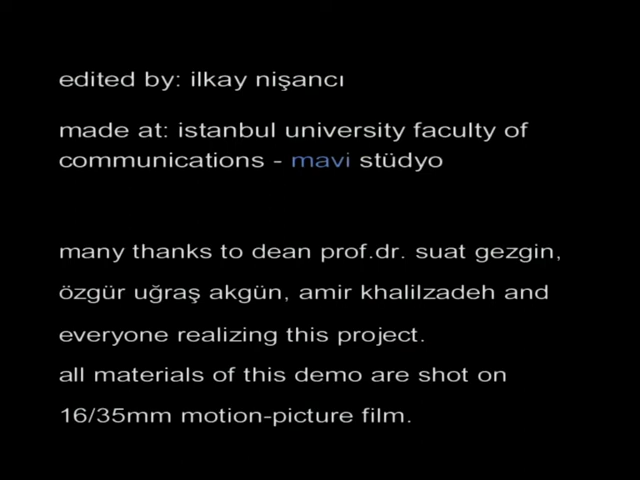 edited by: ilkay nişancı
made at: istanbul university faculty of
communications - mavi stüdyo
many thanks to dean prof.dr. suat gezgin,
özgür uğraş akgün, amir khalilzadeh and
everyone realizing this project.
all materials of this demo are shot on
16/35mm motion-picture film.